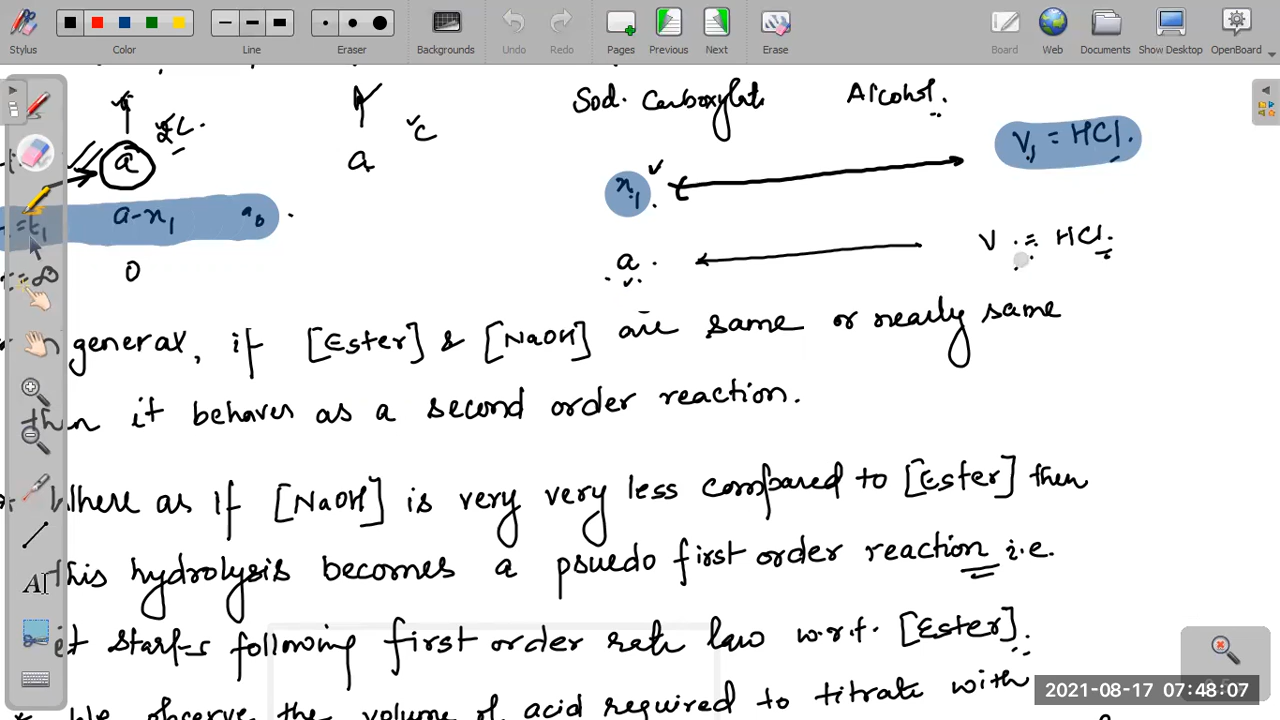 Stylus Color Line Eraser Backgrounds Undo Redo Pages Previous Next Erase Board Web Documents Show Desktop OpenBoard
Sod. Carboxylate Alcohol.
a a C
V₁ = HCl.
x₁
a-x₁
= t₁
a V = HCl.
= ∞ 0
general, if [Ester] & [NaOH] are same or nearly same
then it behaves as a second order reaction.
Where as if [NaOH] is very very less compared to [Ester] then
this hydrolysis becomes a psuedo first order reaction i.e.
it starts following first order rate law w.r.t. [Ester].
We observe the volume of acid required to titrate with
2021-08-17 07:48:07